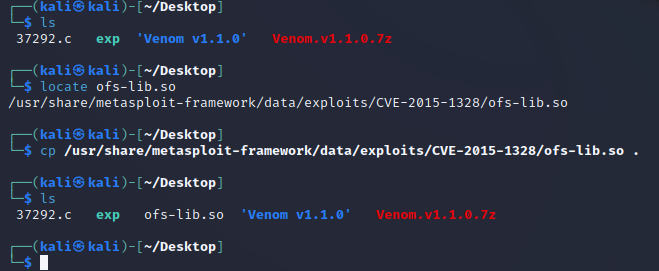 ┌──(kali㉿kali)-[~/Desktop]
└─$ ls
37292.c  exp  'Venom v1.1.0'  Venom.v1.1.0.7z
┌──(kali㉿kali)-[~/Desktop]
└─$ locate ofs-lib.so
/usr/share/metasploit-framework/data/exploits/CVE-2015-1328/ofs-lib.so
┌──(kali㉿kali)-[~/Desktop]
└─$ cp /usr/share/metasploit-framework/data/exploits/CVE-2015-1328/ofs-lib.so .
┌──(kali㉿kali)-[~/Desktop]
└─$ ls
37292.c  exp  ofs-lib.so  'Venom v1.1.0'  Venom.v1.1.0.7z
┌──(kali㉿kali)-[~/Desktop]
└─$